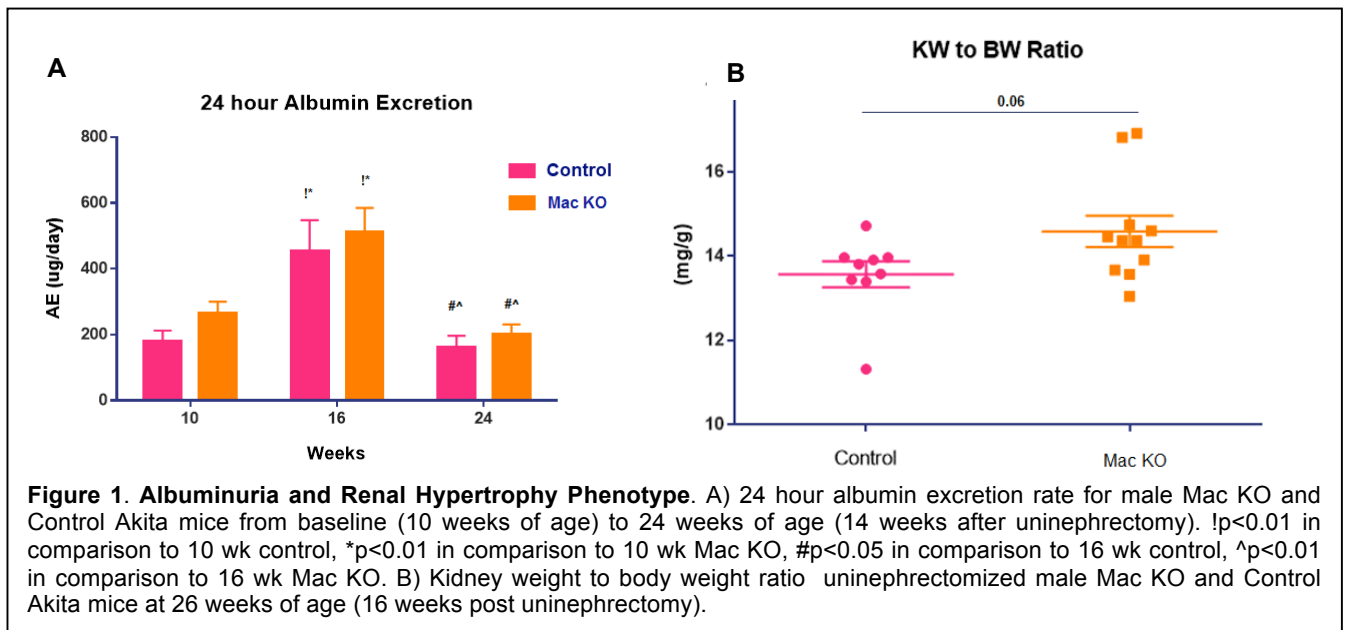 A
24 hour Albumin Excretion
800
600
400
200
0
AE (ug/day)
!*
!*
#^
#^
Control
Mac KO
10
16
24
Weeks
B
KW to BW Ratio
0.06
16
14
12
10
(mg/g)
Control
Mac KO
Figure 1. Albuminuria and Renal Hypertrophy Phenotype. A) 24 hour albumin excretion rate for male Mac KO and
Control Akita mice from baseline (10 weeks of age) to 24 weeks of age (14 weeks after uninephrectomy). !p<0.01 in
comparison to 10 wk control, *p<0.01 in comparison to 10 wk Mac KO, #p<0.05 in comparison to 16 wk control, ^p<0.01
in comparison to 16 wk Mac KO. B) Kidney weight to body weight ratio uninephrectomized male Mac KO and Control
Akita mice at 26 weeks of age (16 weeks post uninephrectomy).